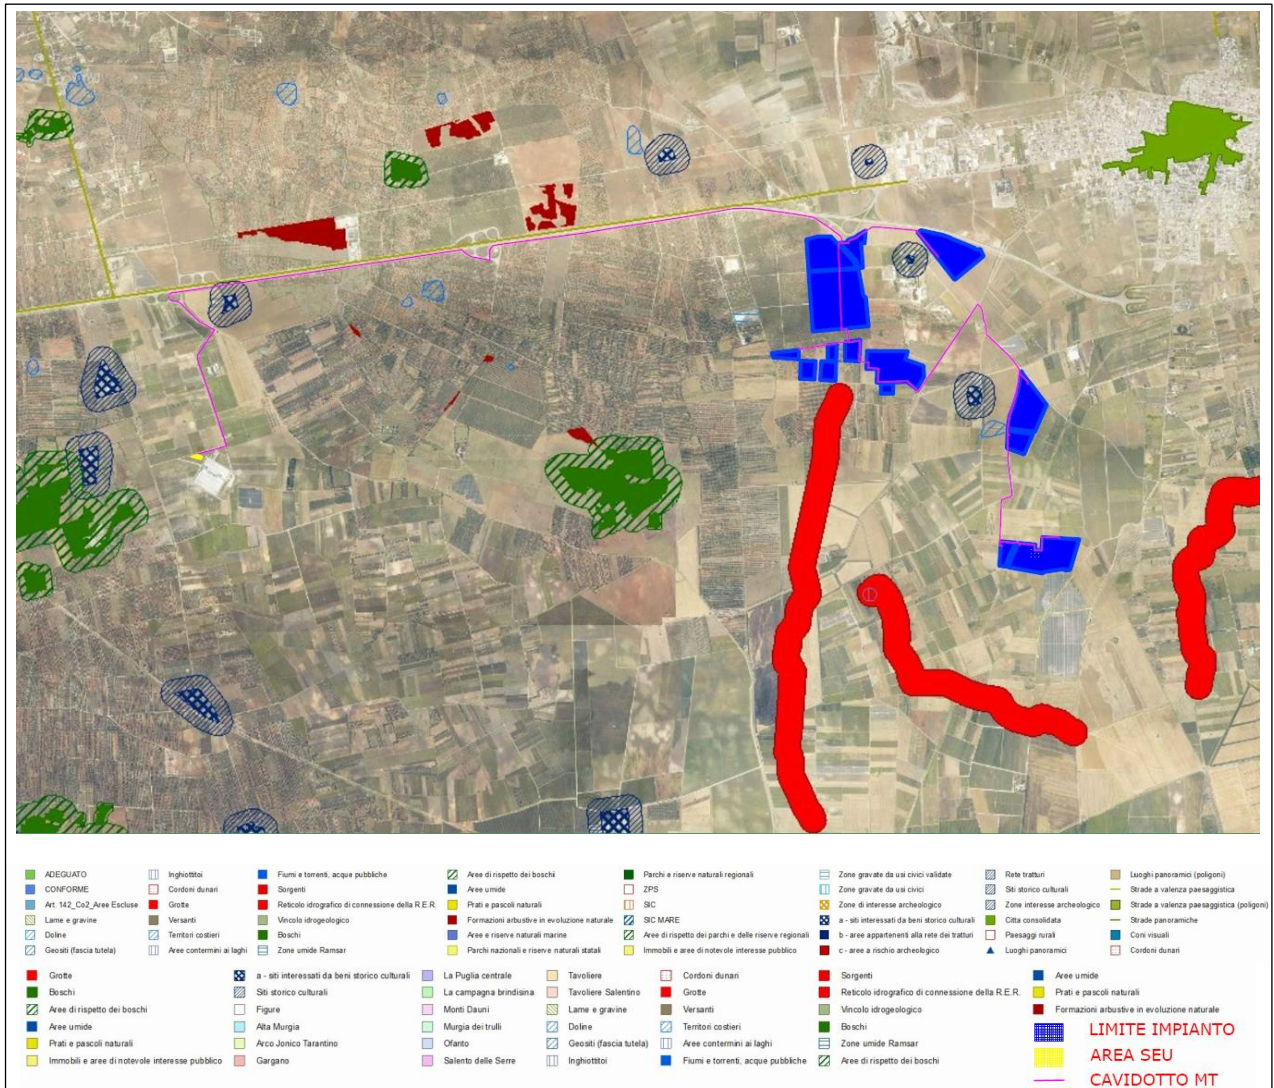 ADEGUATO
CONFORME
Art. 142_Co2_Aree Escluse
Lame e gravine
Doline
Geositi (fascia tutela)
Inghiottitoi
Cordoni dunari
Grotte
Versanti
Territori costieri
Aree contermini ai laghi
Fiumi e torrenti, acque pubbliche
Sorgenti
Reticolo idrografico di connessione della R.E.R.
Vincolo idrogeologico
Boschi
Zone umide Ramsar
Aree di rispetto dei boschi
Aree umide
Prati e pascoli naturali
Formazioni arbustive in evoluzione naturale
Aree e riserve naturali marine
Parchi nazionali e riserve naturali statali
Parchi e riserve naturali regionali
ZPS
SIC
SIC MARE
Aree di rispetto dei parchi e delle riserve regionali
Immobili e aree di notevole interesse pubblico
Zone gravate da usi civici validate
Zone gravate da usi civici
Zone di interesse archeologico
a - siti interessati da beni storico culturali
b - aree appartenenti alla rete dei tratturi
c - aree a rischio archeologico
Rete tratturi
Siti storico culturali
Zone interesse archeologico
Citta consolidata
Paesaggi rurali
Luoghi panoramici
Luoghi panoramici (poligoni)
Strade a valenza paesaggistica
Strade a valenza paesaggistica (poligoni)
Strade panoramiche
Coni visuali
Cordoni dunari
Grotte
Boschi
Aree di rispetto dei boschi
Aree umide
Prati e pascoli naturali
Immobili e aree di notevole interesse pubblico
a - siti interessati da beni storico culturali
Siti storico culturali
Figure
Alta Murgia
Arco Jonico Tarantino
Gargano
La Puglia centrale
La campagna brindisina
Monti Dauni
Murgia dei trulli
Ofanto
Salento delle Serre
Tavoliere
Tavoliere Salentino
Lame e gravine
Doline
Geositi (fascia tutela)
Inghiottitoi
Cordoni dunari
Grotte
Versanti
Territori costieri
Aree contermini ai laghi
Fiumi e torrenti, acque pubbliche
Sorgenti
Reticolo idrografico di connessione della R.E.R.
Vincolo idrogeologico
Boschi
Zone umide Ramsar
Aree di rispetto dei boschi
Aree umide
Prati e pascoli naturali
Formazioni arbustive in evoluzione naturale
LIMITE IMPIANTO
AREA SEU
CAVIDOTTO MT